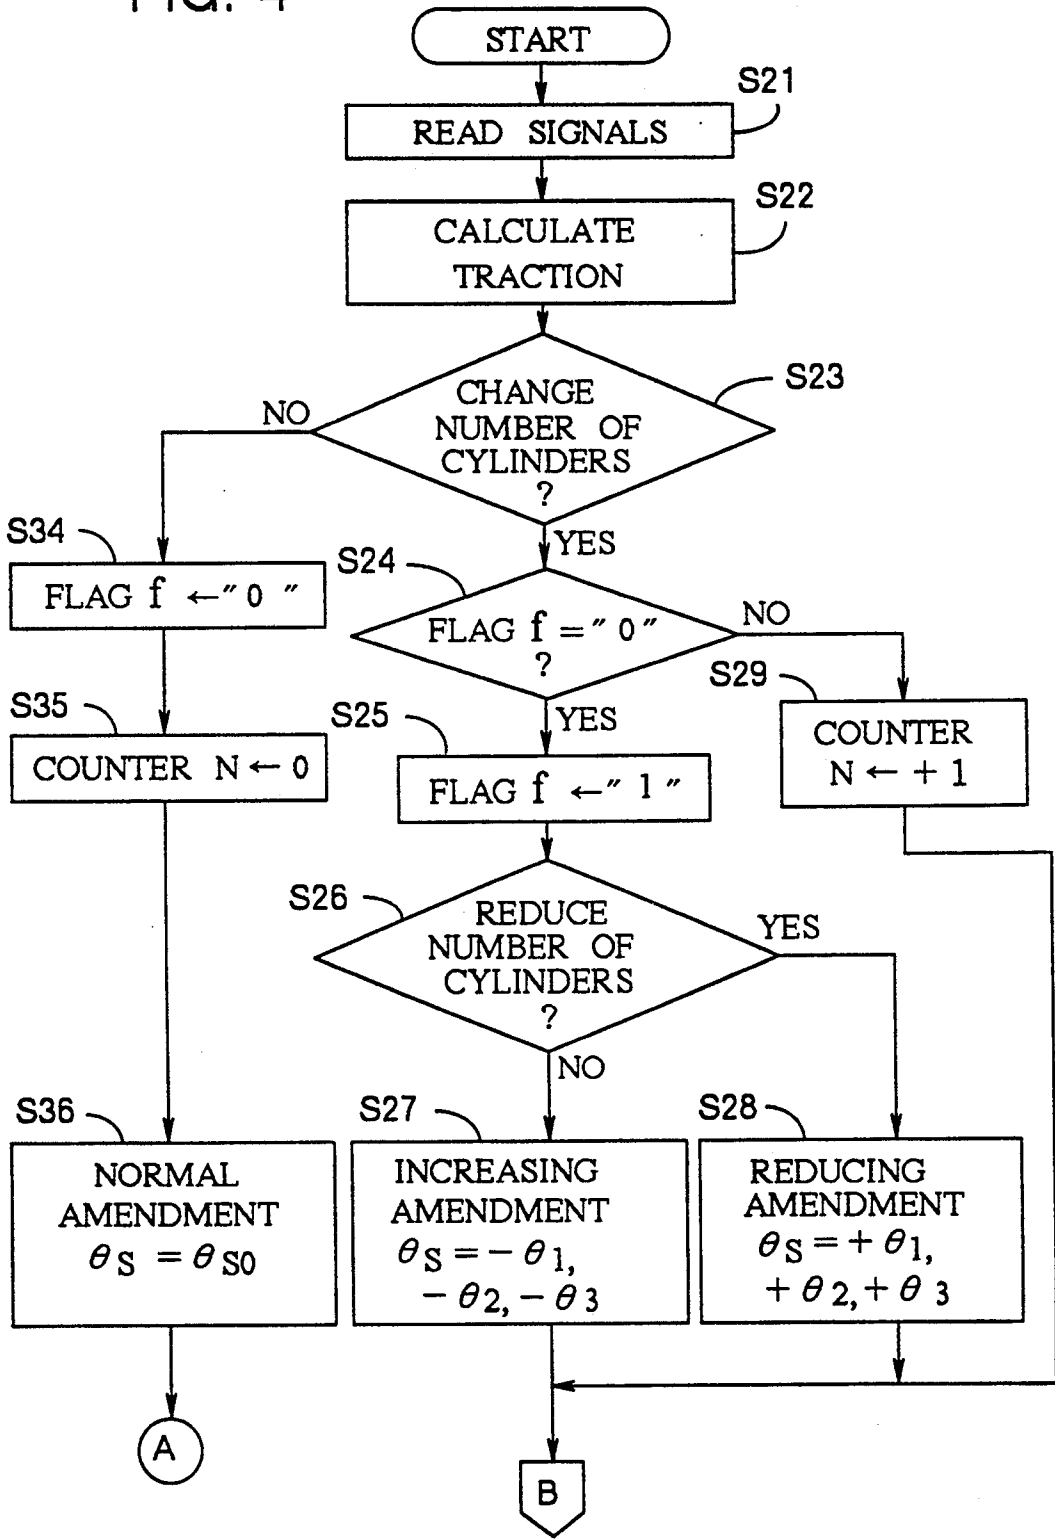 FIG. 4
START
S21
READ SIGNALS
S22
CALCULATE
TRACTION
S23
CHANGE
NUMBER OF
CYLINDERS
?
NO
YES
S34
FLAG f ← " 0 "
S24
FLAG f = " 0 "
?
NO
S35
COUNTER N ← 0
YES
S25
FLAG f ← " 1 "
S29
COUNTER
N ← + 1
S26
REDUCE
NUMBER OF
CYLINDERS
?
YES
NO
S36
NORMAL
AMENDMENT
θS = θS0
S27
INCREASING
AMENDMENT
θS = − θ1,
− θ2, − θ3
S28
REDUCING
AMENDMENT
θS = + θ1,
+ θ2, + θ3
A
B